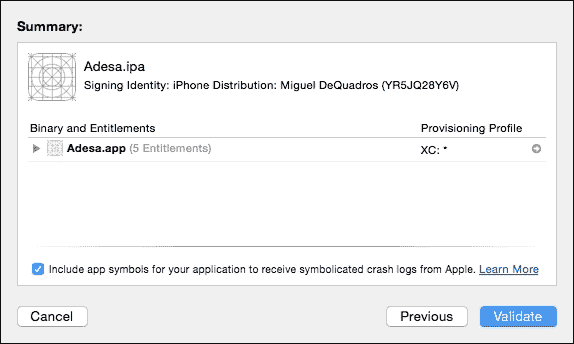 Summary:
Adesa.ipa
Signing Identity: iPhone Distribution: Miguel DeQuadros (YR5JQ28Y6V)
Binary and Entitlements Provisioning Profile
Adesa.app (5 Entitlements) XC: *
Include app symbols for your application to receive symbolicated crash logs from Apple. Learn More
Cancel Previous Validate